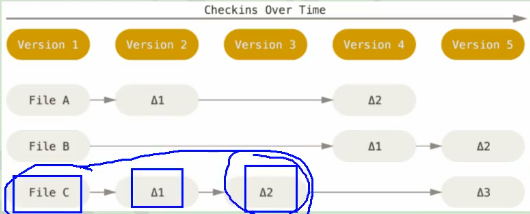 Checkins Over Time
Version 1 Version 2 Version 3 Version 4 Version 5
File A Δ1 Δ2
File B Δ1 Δ2
File C Δ1 Δ2 Δ3